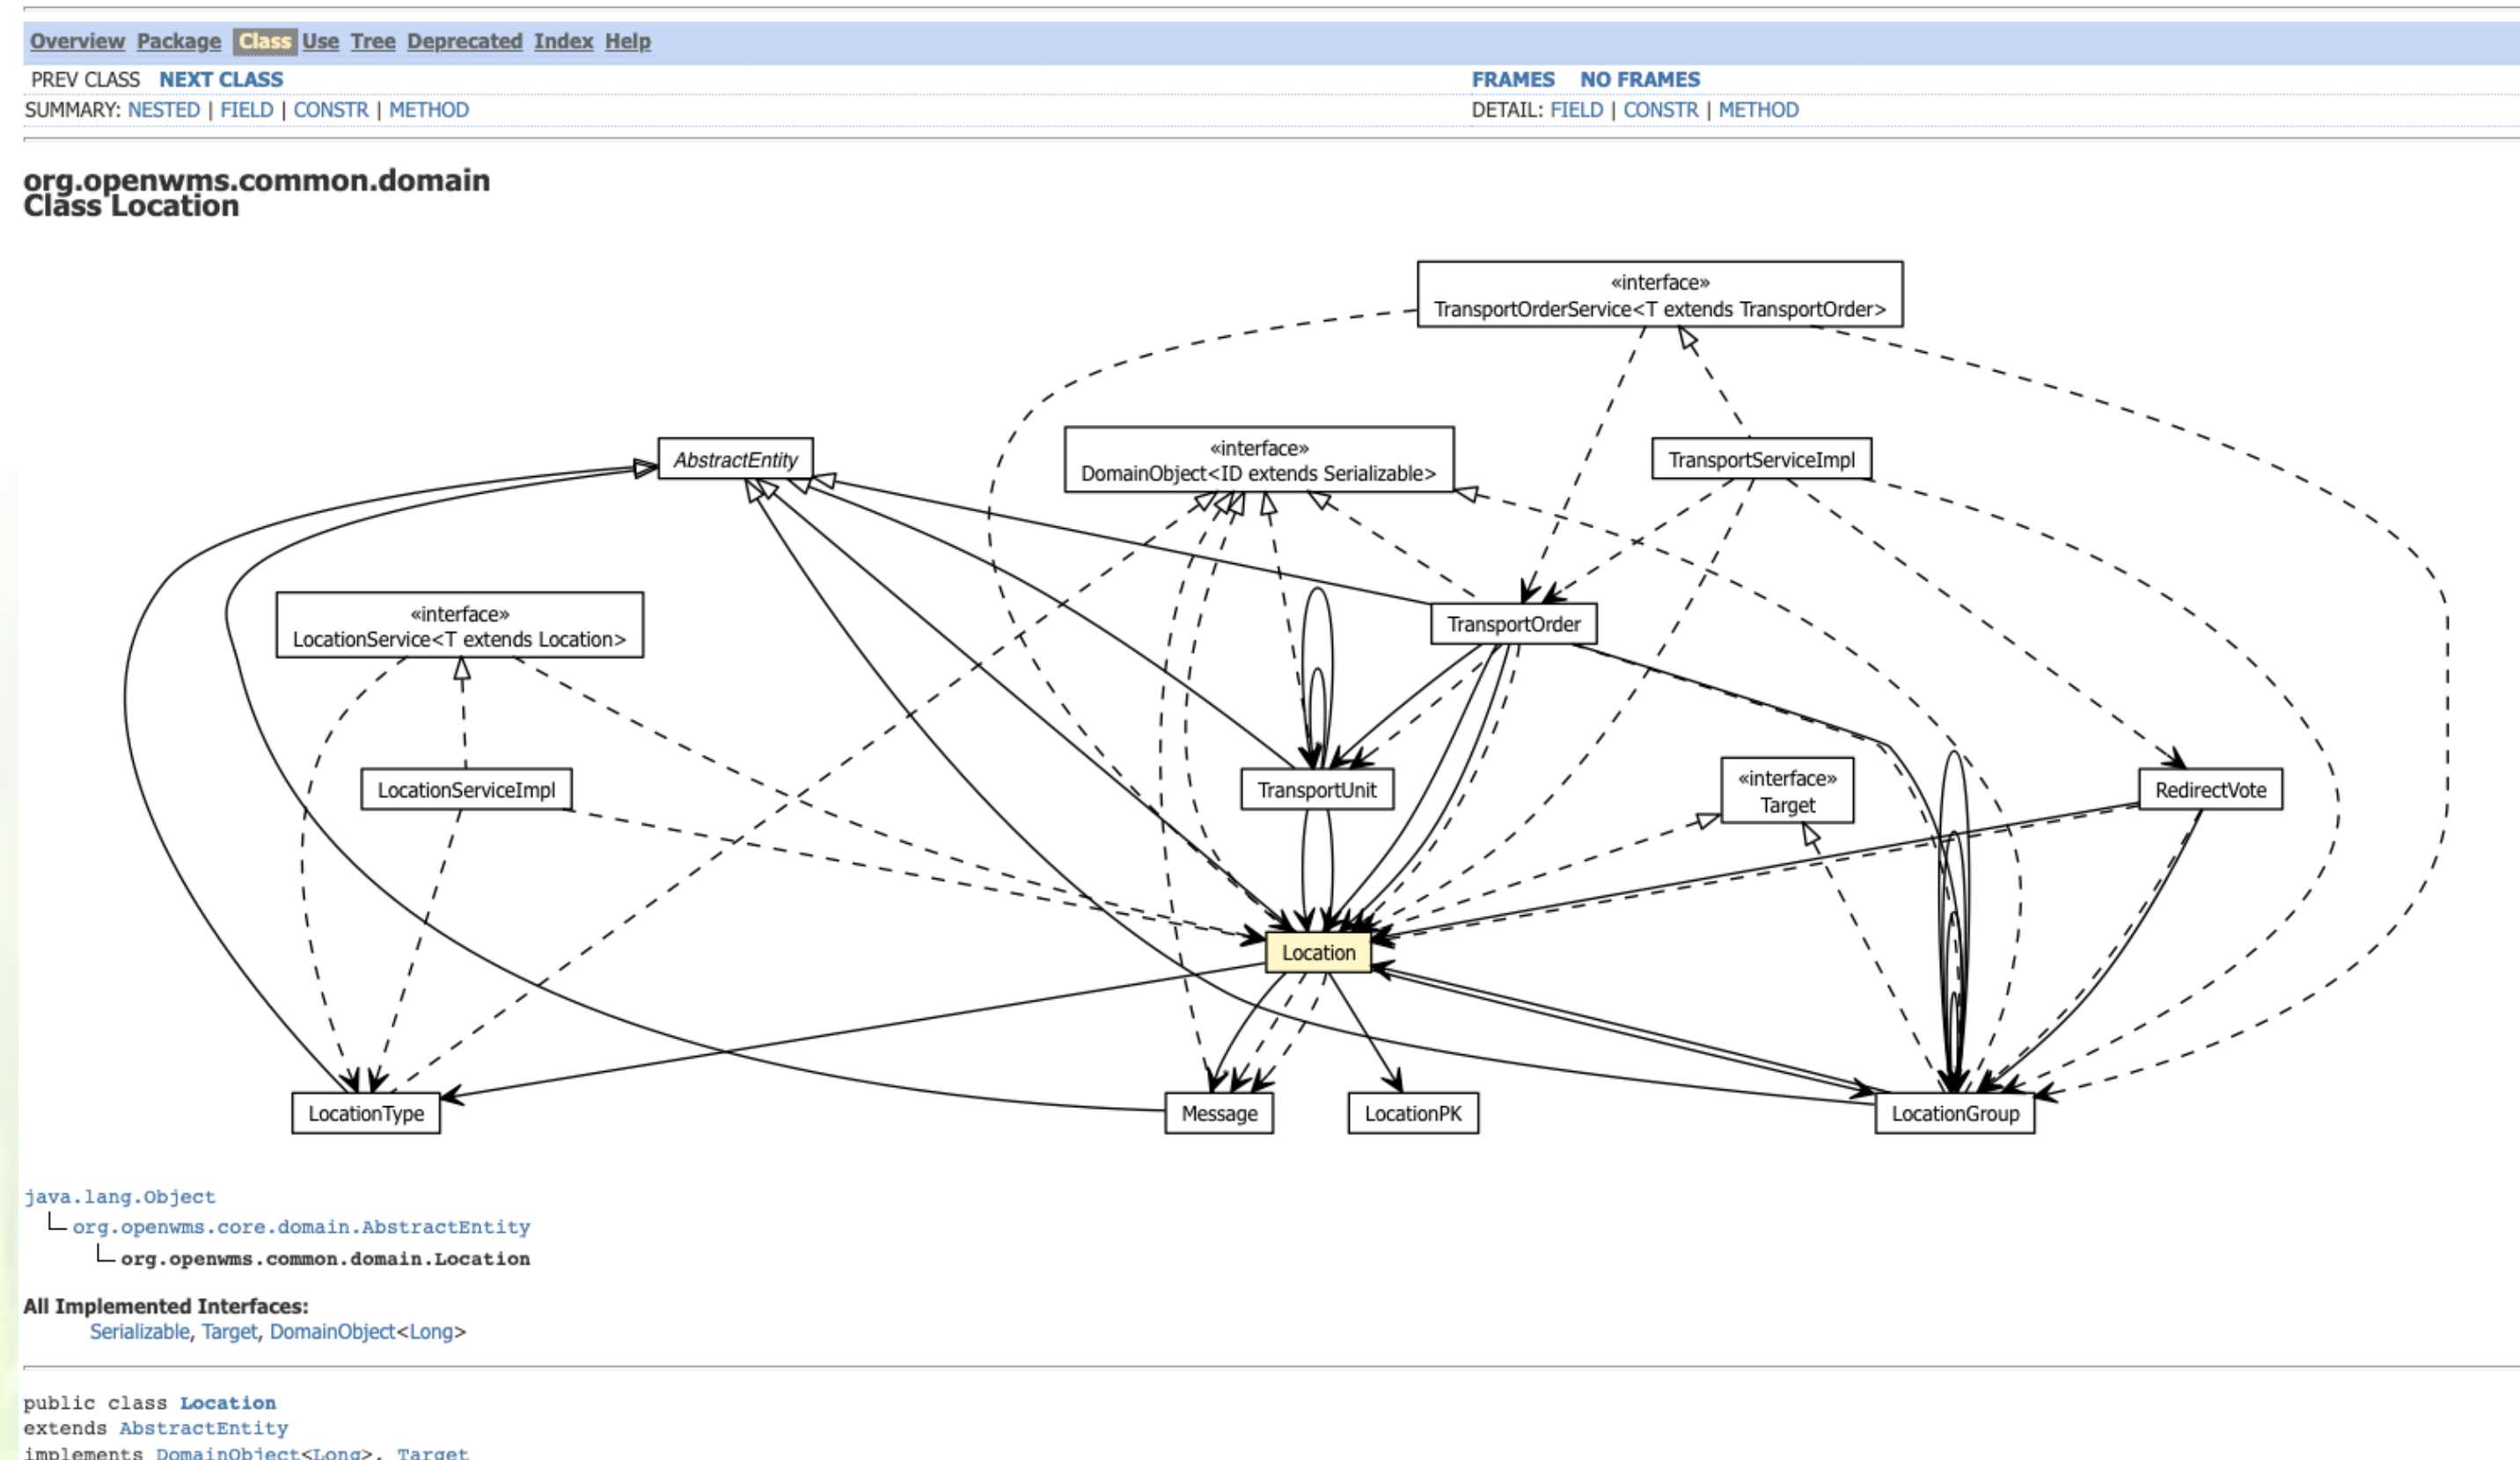 Overview Package Class Use Tree Deprecated Index Help
PREV CLASS NEXT CLASS
FRAMES NO FRAMES
SUMMARY: NESTED | FIELD | CONSTR | METHOD
DETAIL: FIELD | CONSTR | METHOD
org.openwms.common.domain
Class Location
«interface»
TransportOrderService<T extends TransportOrder>
AbstractEntity
«interface»
DomainObject<ID extends Serializable>
TransportServiceImpl
«interface»
LocationService<T extends Location>
TransportOrder
LocationServiceImpl
TransportUnit
«interface»
Target
RedirectVote
Location
LocationType
Message
LocationPK
LocationGroup
java.lang.Object
org.openwms.core.domain.AbstractEntity
org.openwms.common.domain.Location
All Implemented Interfaces:
Serializable, Target, DomainObject<Long>
public class Location
extends AbstractEntity
implements DomainObject<Long>, Target